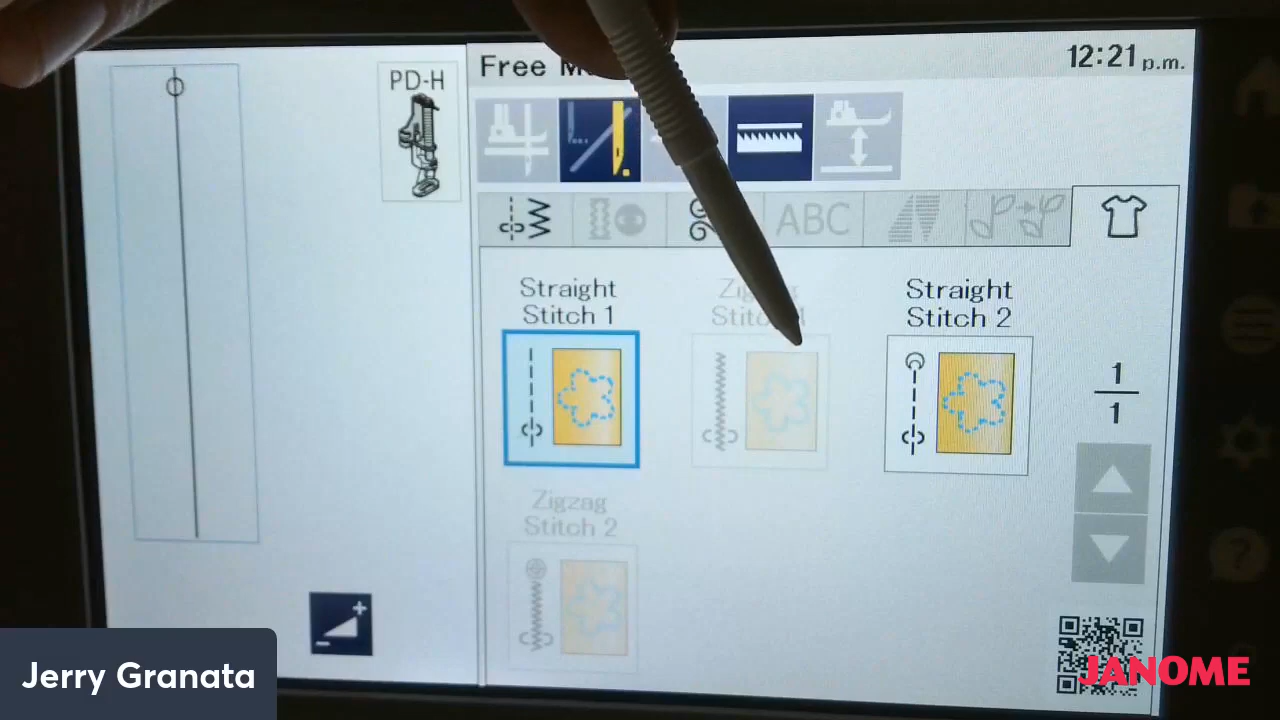 Free
12:21 p.m.
PD-H
ABC
Straight
Stitch 1
Straight
Stitch 2
1
1
Zigzag
Stitch 2
Jerry Granata
JANOME